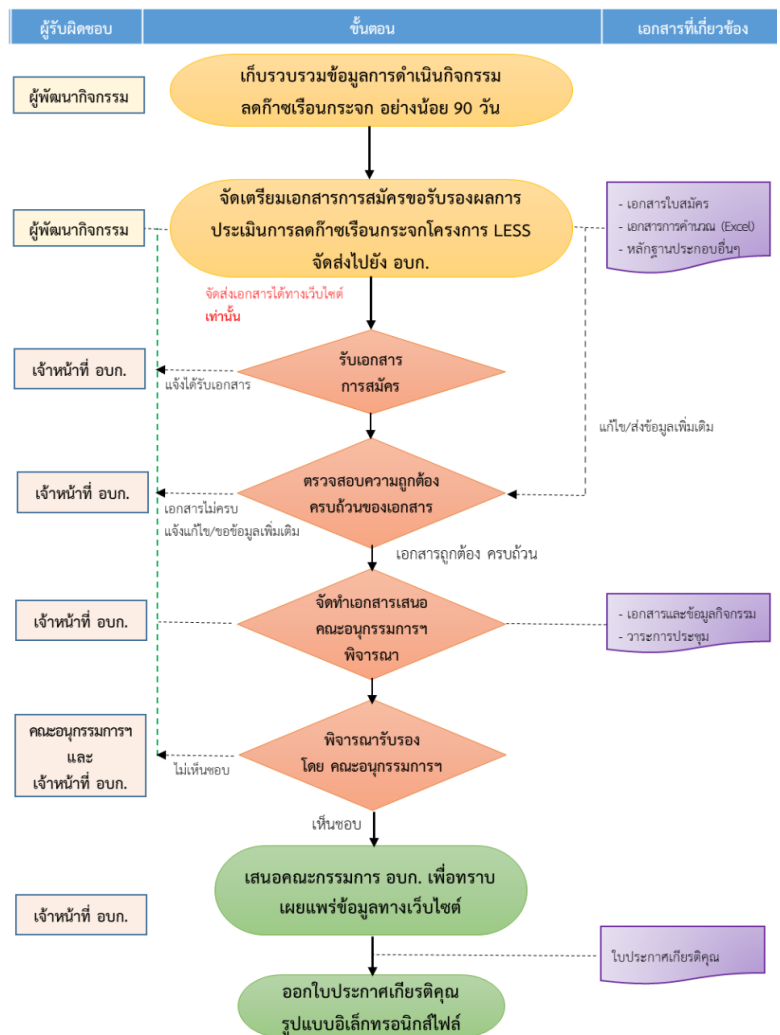 ผู้รับผิดชอบ
ขั้นตอน
เอกสารที่เกี่ยวข้อง
ผู้พัฒนากิจกรรม
เก็บรวบรวมข้อมูลการดำเนินกิจกรรม
ลดก๊าซเรือนกระจก อย่างน้อย 90 วัน
ผู้พัฒนากิจกรรม
จัดเตรียมเอกสารการสมัครขอรับรองผลการ
ประเมินการลดก๊าซเรือนกระจกโครงการ LESS
จัดส่งไปยัง อบก.
- เอกสารใบสมัคร
- เอกสารการคำนวณ (Excel)
- หลักฐานประกอบอื่นๆ
จัดส่งเอกสารได้ทางเว็บไซต์
เท่านั้น
เจ้าหน้าที่ อบก.
แจ้งได้รับเอกสาร
รับเอกสาร
การสมัคร
แก้ไข/ส่งข้อมูลเพิ่มเติม
เจ้าหน้าที่ อบก.
เอกสารไม่ครบ
แจ้งแก้ไข/ขอข้อมูลเพิ่มเติม
ตรวจสอบความถูกต้อง
ครบถ้วนของเอกสาร
เอกสารถูกต้อง ครบถ้วน
เจ้าหน้าที่ อบก.
จัดทำเอกสารเสนอ
คณะอนุกรรมการฯ
พิจารณา
- เอกสารและข้อมูลกิจกรรม
- วาระการประชุม
คณะอนุกรรมการฯ
และ
เจ้าหน้าที่ อบก.
ไม่เห็นชอบ
พิจารณารับรอง
โดย คณะอนุกรรมการฯ
เห็นชอบ
เจ้าหน้าที่ อบก.
เสนอคณะกรรมการ อบก. เพื่อทราบ
เผยแพร่ข้อมูลทางเว็บไซต์
ใบประกาศเกียรติคุณ
ออกใบประกาศเกียรติคุณ
รูปแบบอิเล็กทรอนิกส์ไฟล์